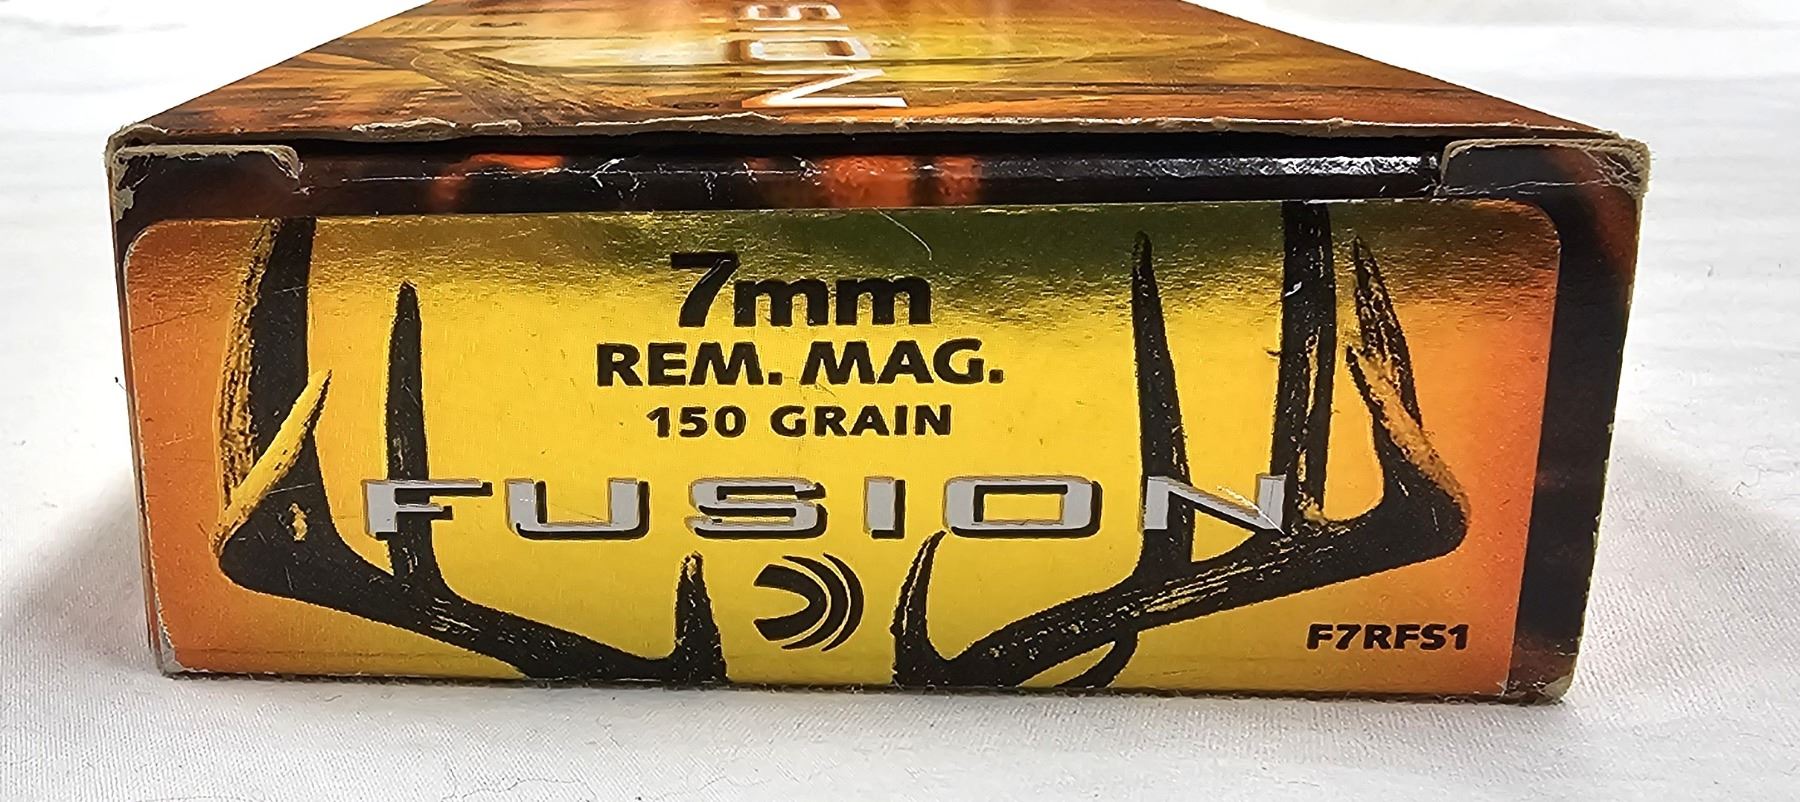 7mm
REM. MAG.
150 GRAIN
FUSION
F7RFS1